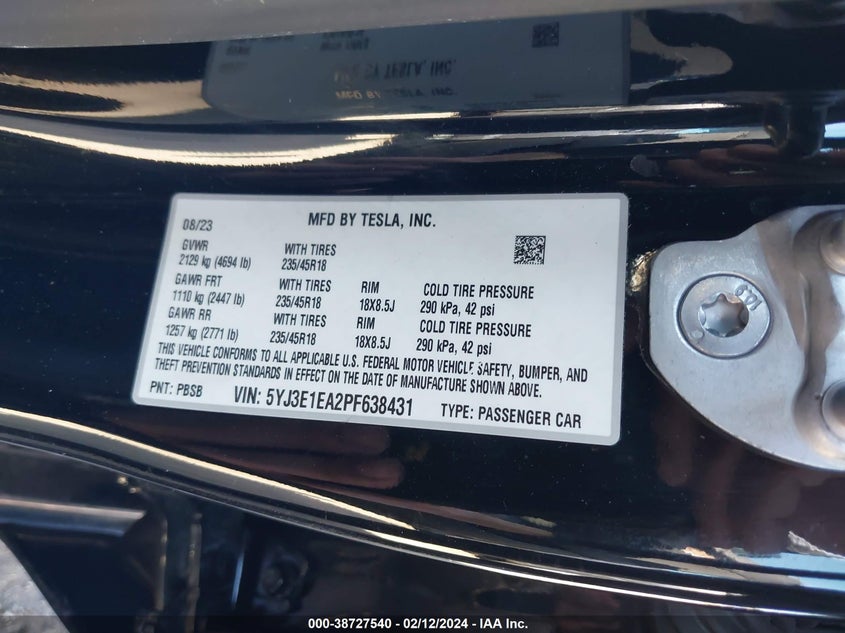 MFD BY TESLA, INC.
08/23
GVWR WITH TIRES
2129 kg (4694 lb) 235/45R18
GAWR FRT WITH TIRES RIM COLD TIRE PRESSURE
1110 kg (2447 lb) 235/45R18 18X8.5J 290 kPa, 42 psi
GAWR RR WITH TIRES RIM COLD TIRE PRESSURE
1257 kg (2771 lb) 235/45R18 18X8.5J 290 kPa, 42 psi
THIS VEHICLE CONFORMS TO ALL APPLICABLE U.S. FEDERAL MOTOR VEHICLE SAFETY, BUMPER, AND
THEFT PREVENTION STANDARDS IN EFFECT ON THE DATE OF MANUFACTURE SHOWN ABOVE.
PNT: PBSB VIN: 5YJ3E1EA2PF638431 TYPE: PASSENGER CAR
10.9
000-38727540 - 02/12/2024 - IAA Inc.